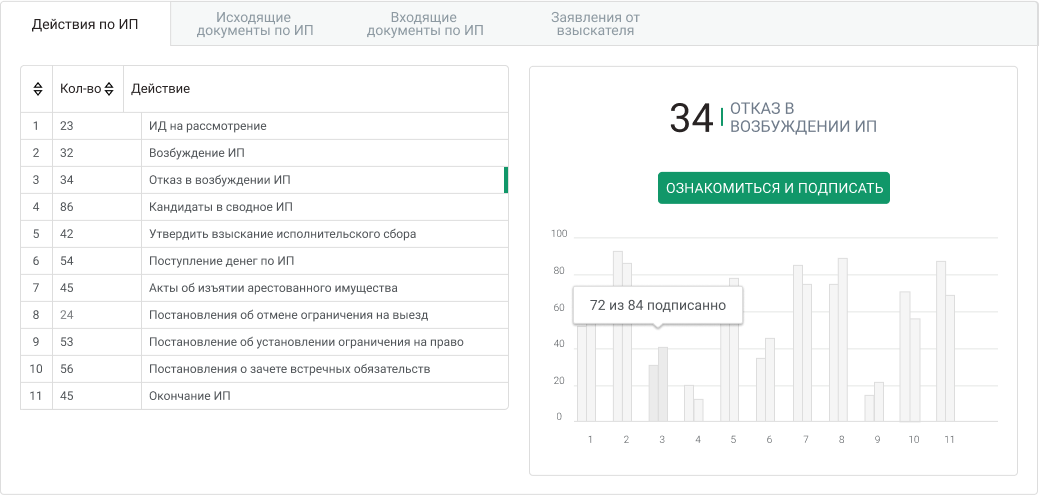 Действия по ИП
Исходящие
документы по ИП
Входящие
документы по ИП
Заявления от
взыскателя
Кол-во Действие
1 23 ИД на рассмотрение
2 32 Возбуждение ИП
3 34 Отказ в возбуждении ИП
4 86 Кандидаты в сводное ИП
5 42 Утвердить взыскание исполнительского сбора
6 54 Поступление денег по ИП
7 45 Акты об изъятии арестованного имущества
8 24 Постановления об отмене ограничения на выезд
9 53 Постановление об установлении ограничения на право
10 56 Постановления о зачете встречных обязательств
11 45 Окончание ИП
34 ОТКАЗ В
ВОЗБУЖДЕНИИ ИП
ОЗНАКОМИТЬСЯ И ПОДПИСАТЬ
100
80
60
72 из 84 подписанно
40
20
0
1 2 3 4 5 6 7 8 9 10 11